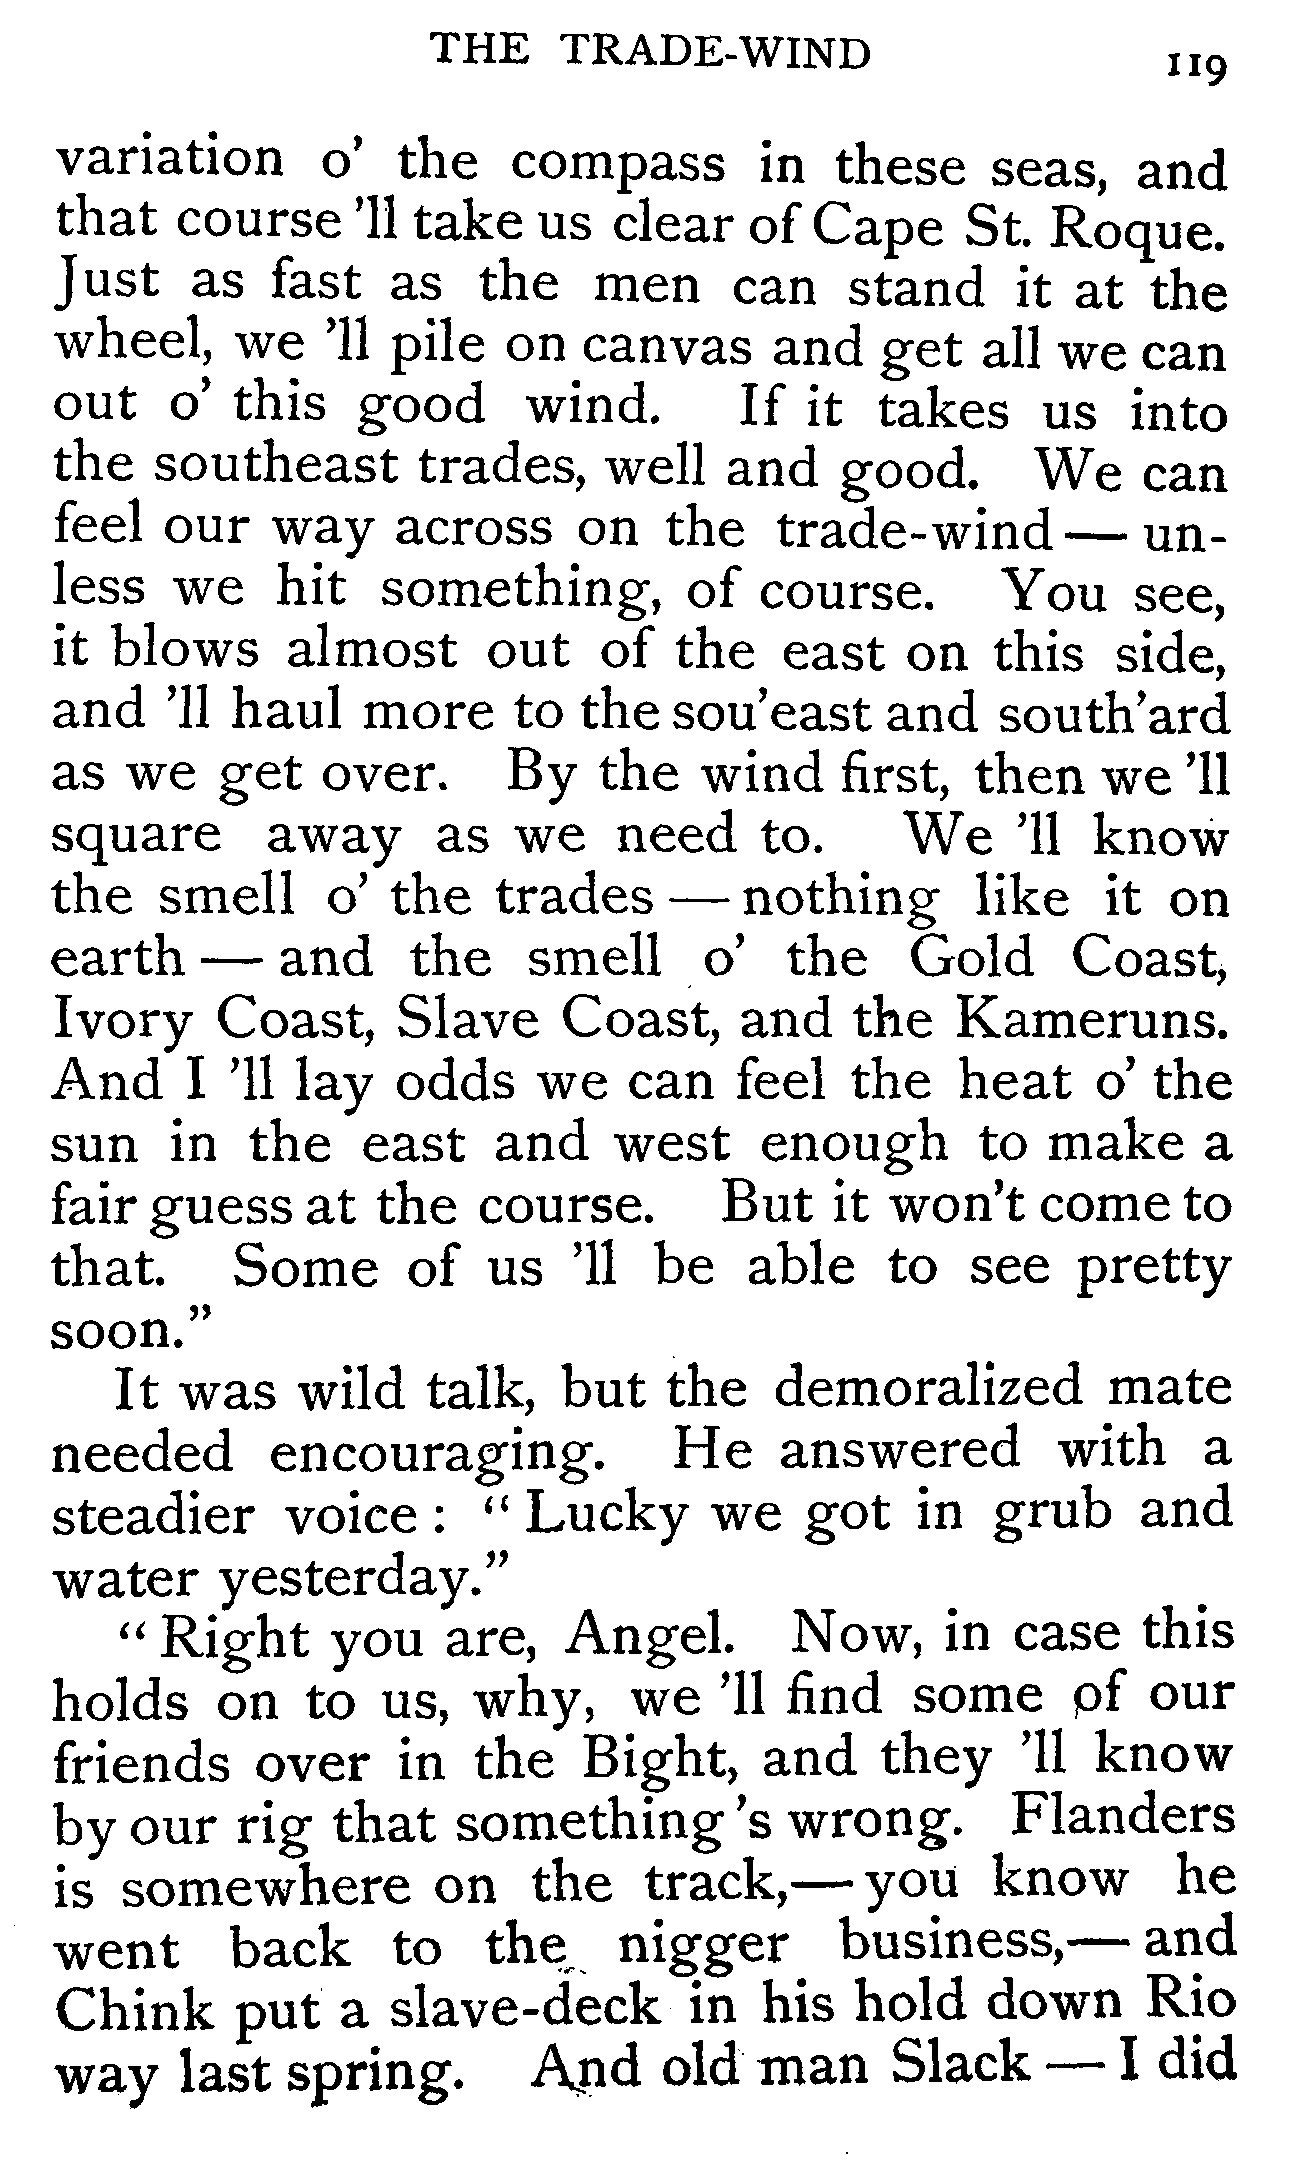 THE TRADE-WIND 119
variation o' the compass in these seas, and
that course 'll take us clear of Cape St. Roque.
Just as fast as the men can stand it at the
wheel, we 'll pile on canvas and get all we can
out o' this good wind. If it takes us into
the southeast trades, well and good. We can
feel our way across on the trade-wind — un-
less we hit something, of course. You see,
it blows almost out of the east on this side,
and 'll haul more to the sou'east and south'ard
as we get over. By the wind first, then we 'll
square away as we need to. We 'll know
the smell o' the trades — nothing like it on
earth — and the smell o' the Gold Coast,
Ivory Coast, Slave Coast, and the Kameruns.
And I 'll lay odds we can feel the heat o' the
sun in the east and west enough to make a
fair guess at the course. But it won't come to
that. Some of us 'll be able to see pretty
soon."
It was wild talk, but the demoralized mate
needed encouraging. He answered with a
steadier voice : " Lucky we got in grub and
water yesterday."
" Right you are, Angel. Now, in case this
holds on to us, why, we 'll find some of our
friends over in the Bight, and they 'll know
by our rig that something 's wrong. Flanders
is somewhere on the track,— you know he
went back to the nigger business,— and
Chink put a slave-deck in his hold down Rio
way last spring. And old man Slack — I did